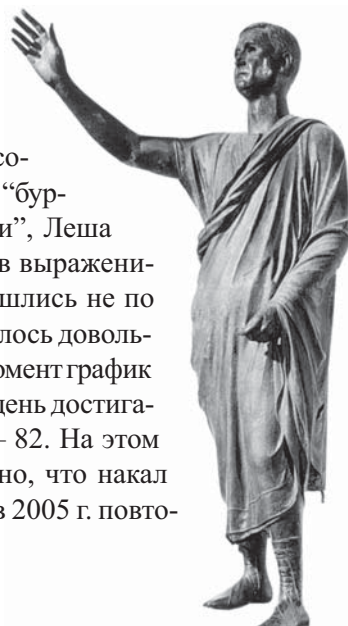 со-
“бур-
и”, Леша
в выражени-
шлись не по
лось доволь-
омент график
цень достига-
– 82. На этом
но, что накал
в 2005 г. повто-